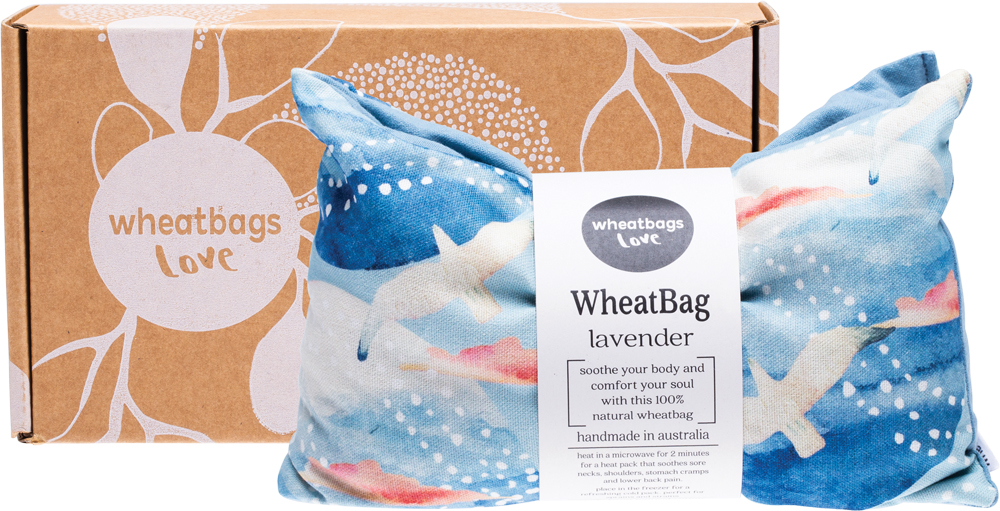 wheatbags
Love
wheatbags
Love
WheatBag
lavender
soothe your body and
comfort your soul
with this 100%
natural wheatbag
handmade in australia
heat in a microwave for 2 minutes
for a heat pack that soothes sore
necks, shoulders, stomach cramps
and lower back pain.
place in the freezer for a
refreshing cold pack, perfect for